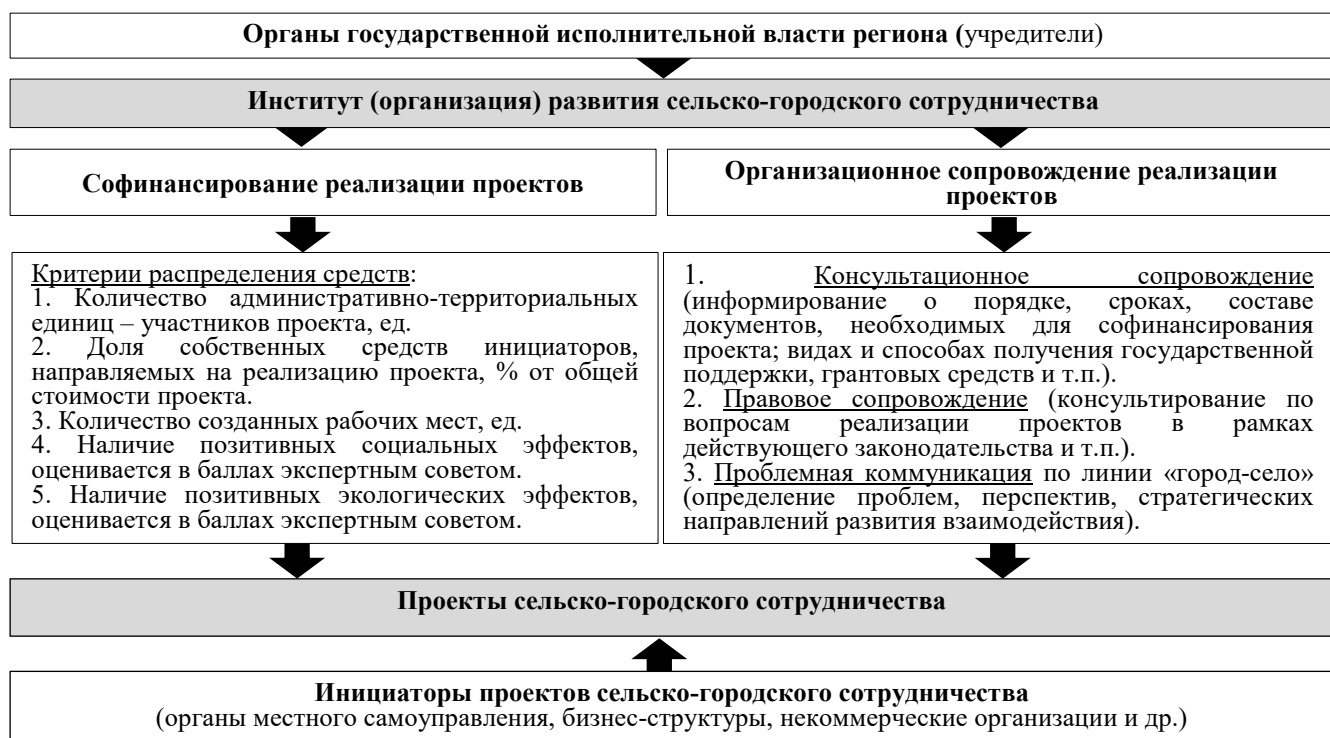 Органы государственной исполнительной власти региона (учредители)
Институт (организация) развития сельско-городского сотрудничества
Софинансирование реализации проектов
Организационное сопровождение реализации
проектов
Критерии распределения средств:
1. Количество административно-территориальных
единиц – участников проекта, ед.
2. Доля собственных средств инициаторов,
направляемых на реализацию проекта, % от общей
стоимости проекта.
3. Количество созданных рабочих мест, ед.
4. Наличие позитивных социальных эффектов,
оценивается в баллах экспертным советом.
5. Наличие позитивных экологических эффектов,
оценивается в баллах экспертным советом.
1. Консультационное сопровождение
(информирование о порядке, сроках, составе
документов, необходимых для софинансирования
проекта; видах и способах получения государственной
поддержки, грантовых средств и т.п.).
2. Правовое сопровождение (консультирование по
вопросам реализации проектов в рамках
действующего законодательства и т.п.).
3. Проблемная коммуникация по линии «город-село»
(определение проблем, перспектив, стратегических
направлений развития взаимодействия).
Проекты сельско-городского сотрудничества
Инициаторы проектов сельско-городского сотрудничества
(органы местного самоуправления, бизнес-структуры, некоммерческие организации и др.)